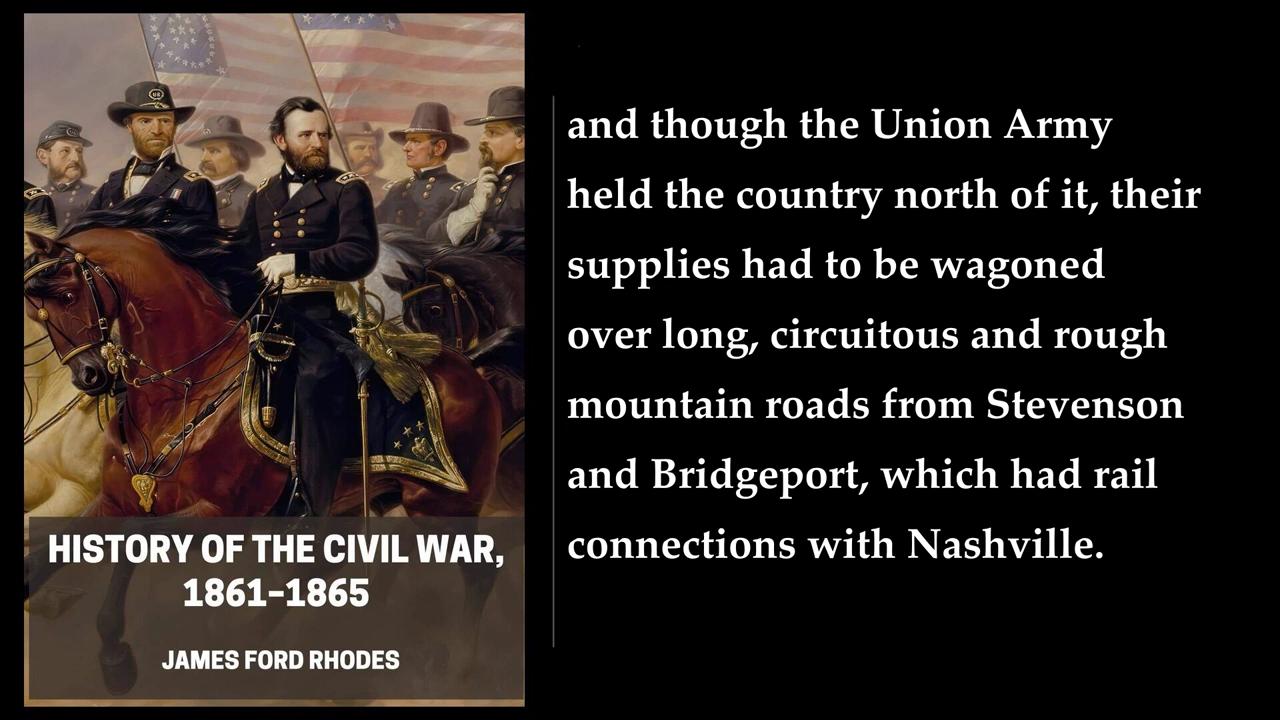 HISTORY OF THE CIVIL WAR,
1861–1865
JAMES FORD RHODES
and though the Union Army
held the country north of it, their
supplies had to be wagoned
over long, circuitous and rough
mountain roads from Stevenson
and Bridgeport, which had rail
connections with Nashville.